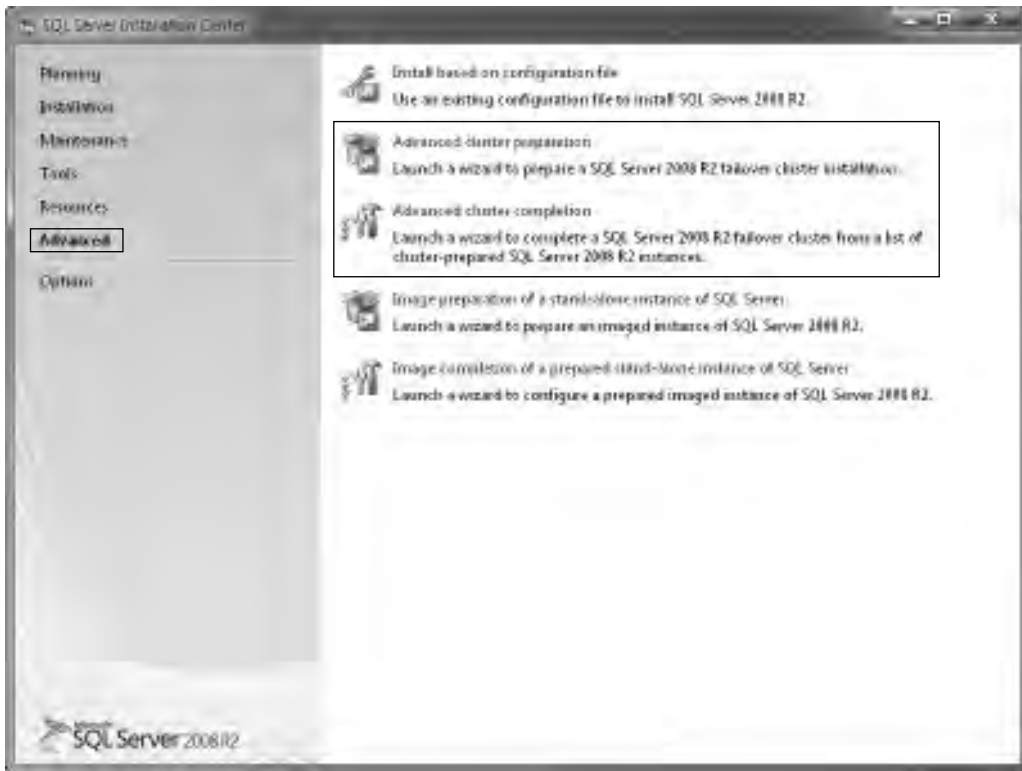 SQL Server Installation Center
Planning
Installation
Maintenance
Tools
Resources
Advanced
Options
Install based on configuration file
Use an existing configuration file to install SQL Server 2008 R2.
Advanced cluster preparation
Launch a wizard to prepare a SQL Server 2008 R2 failover cluster installation.
Advanced cluster completion
Launch a wizard to complete a SQL Server 2008 R2 failover cluster from a list of
cluster-prepared SQL Server 2008 R2 instances.
Image preparation of a stand-alone instance of SQL Server
Launch a wizard to prepare an imaged instance of SQL Server 2008 R2.
Image completion of a prepared stand-alone instance of SQL Server
Launch a wizard to configure a prepared imaged instance of SQL Server 2008 R2.
Microsoft
SQL Server 2008 R2